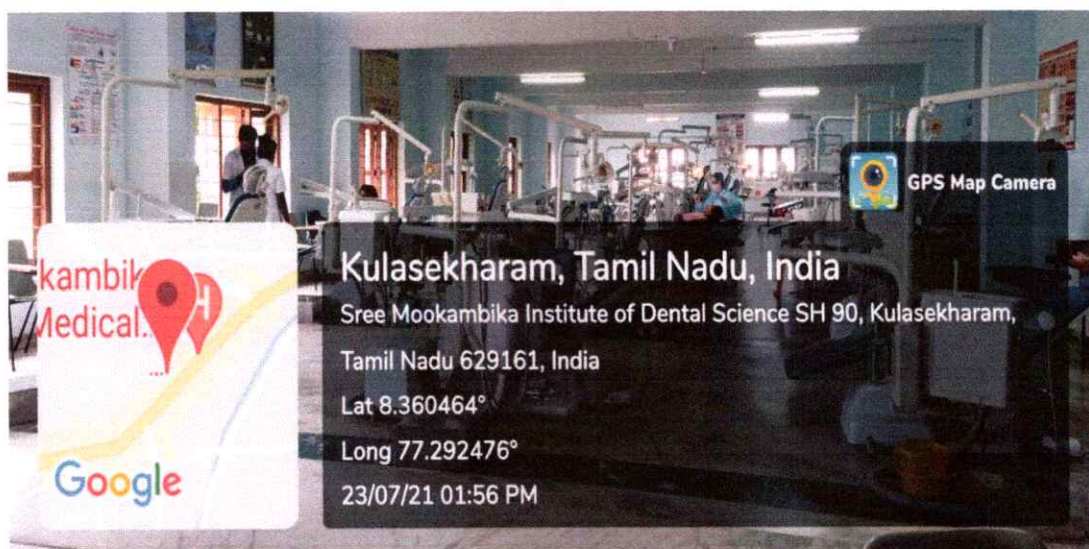 GPS Map Camera
kambik
Medical...
H
Google
Kulasekharam, Tamil Nadu, India
Sree Mookambika Institute of Dental Science SH 90, Kulasekharam,
Tamil Nadu 629161, India
Lat 8.360464°
Long 77.292476°
23/07/21 01:56 PM